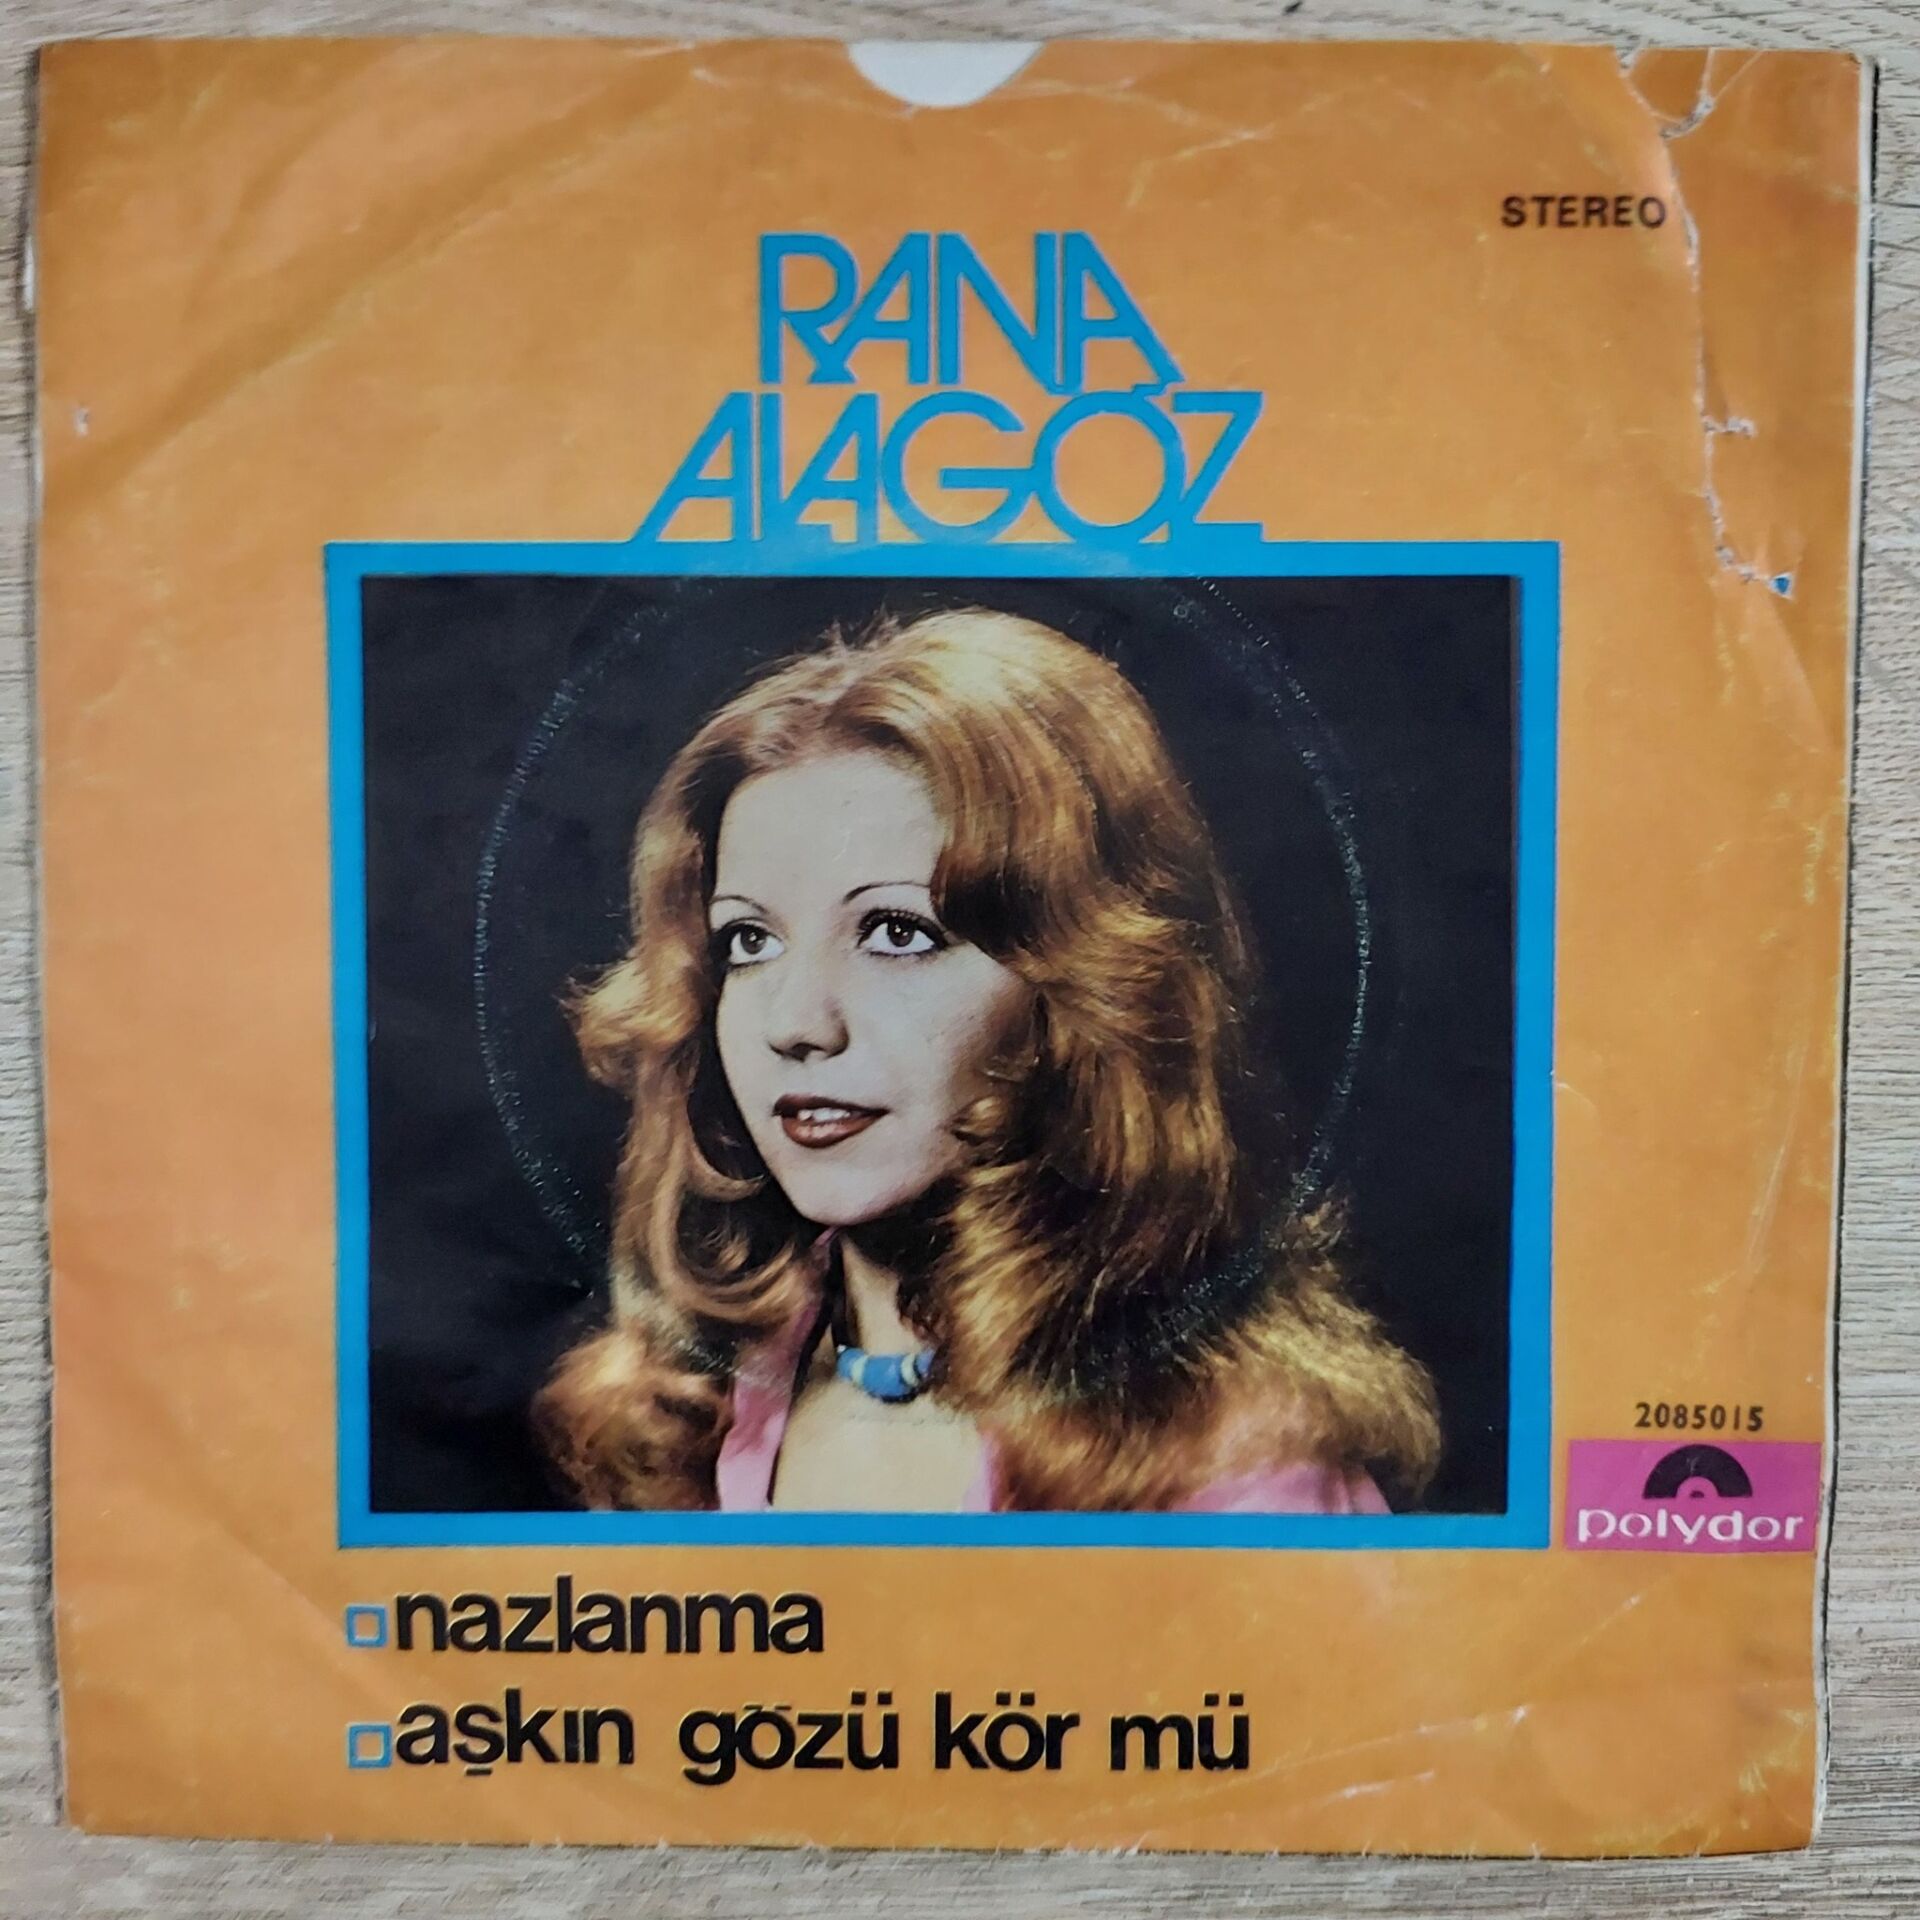 STEREO
RANA
ALAGÖZ
2085015
polydor
nazlanma
aşkın gözü kör mü